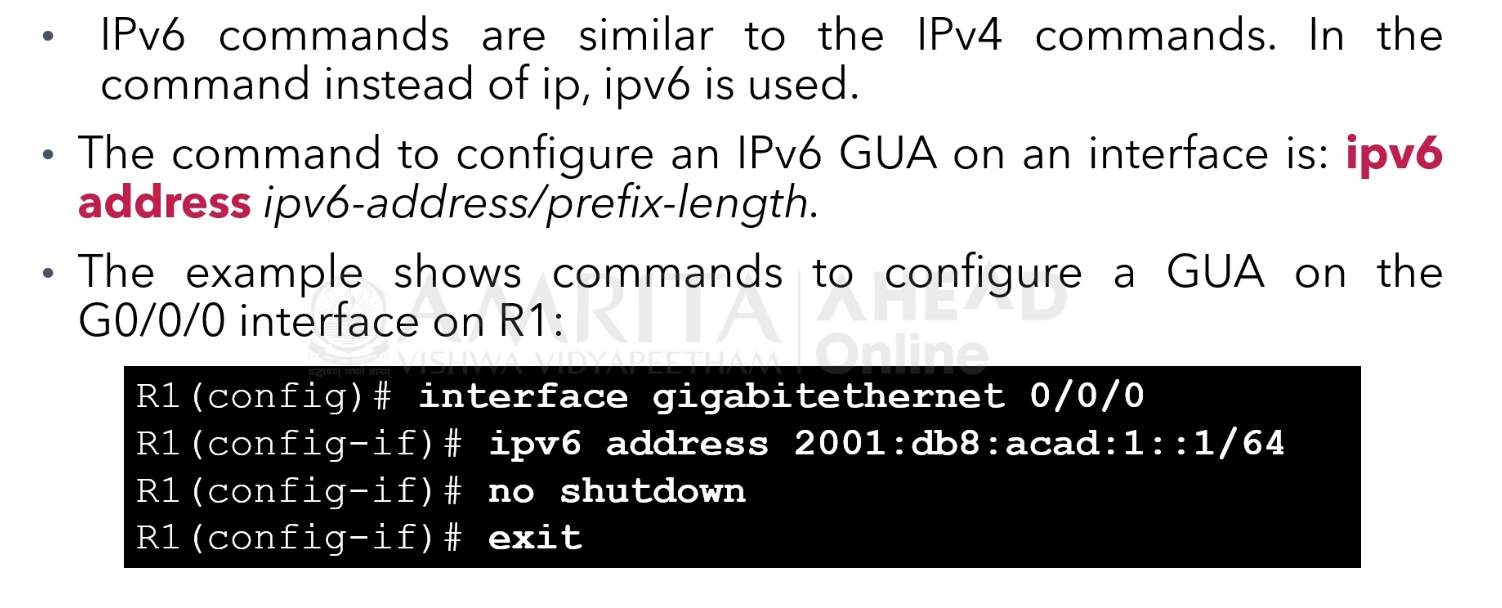 • IPv6 commands are similar to the IPv4 commands. In the
command instead of ip, ipv6 is used.
• The command to configure an IPv6 GUA on an interface is: ipv6
address ipv6-address/prefix-length.
• The example shows commands to configure a GUA on the
G0/0/0 interface on R1:
AMRITA
VISHWA VIDYAPEETHAM
AHEAD
Online
R1(config)# interface gigabitethernet 0/0/0
R1(config-if)# ipv6 address 2001:db8:acad:1::1/64
R1(config-if)# no shutdown
R1(config-if)# exit